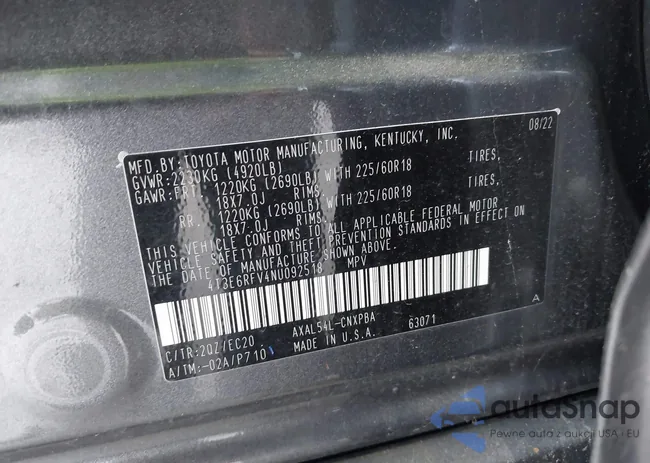 MFD.BY:TOYOTA MOTOR MANUFACTURING, KENTUCKY, INC. 08/22
GVWR:2230KG (4920LB)
GAWR:FRT. 1220KG (2690LB) WITH 225/60R18 TIRES,
18X7.0J RIMS,
RR. 1220KG (2690LB) WITH 225/60R18 TIRES,
18X7.0J RIMS.
THIS VEHICLE CONFORMS TO ALL APPLICABLE FEDERAL MOTOR
VEHICLE SAFETY AND THEFT PREVENTION STANDARDS IN EFFECT ON
THE DATE OF MANUFACTURE SHOWN ABOVE.
4T3E6RFV4NU092518 MPV
A
C/TR:2QZ/EC20 AXAL54L-CNXPBA 63071
A/TM:-02A/P710 MADE IN U.S.A.
autosnap
Pewne auta z aukcji USA i EU